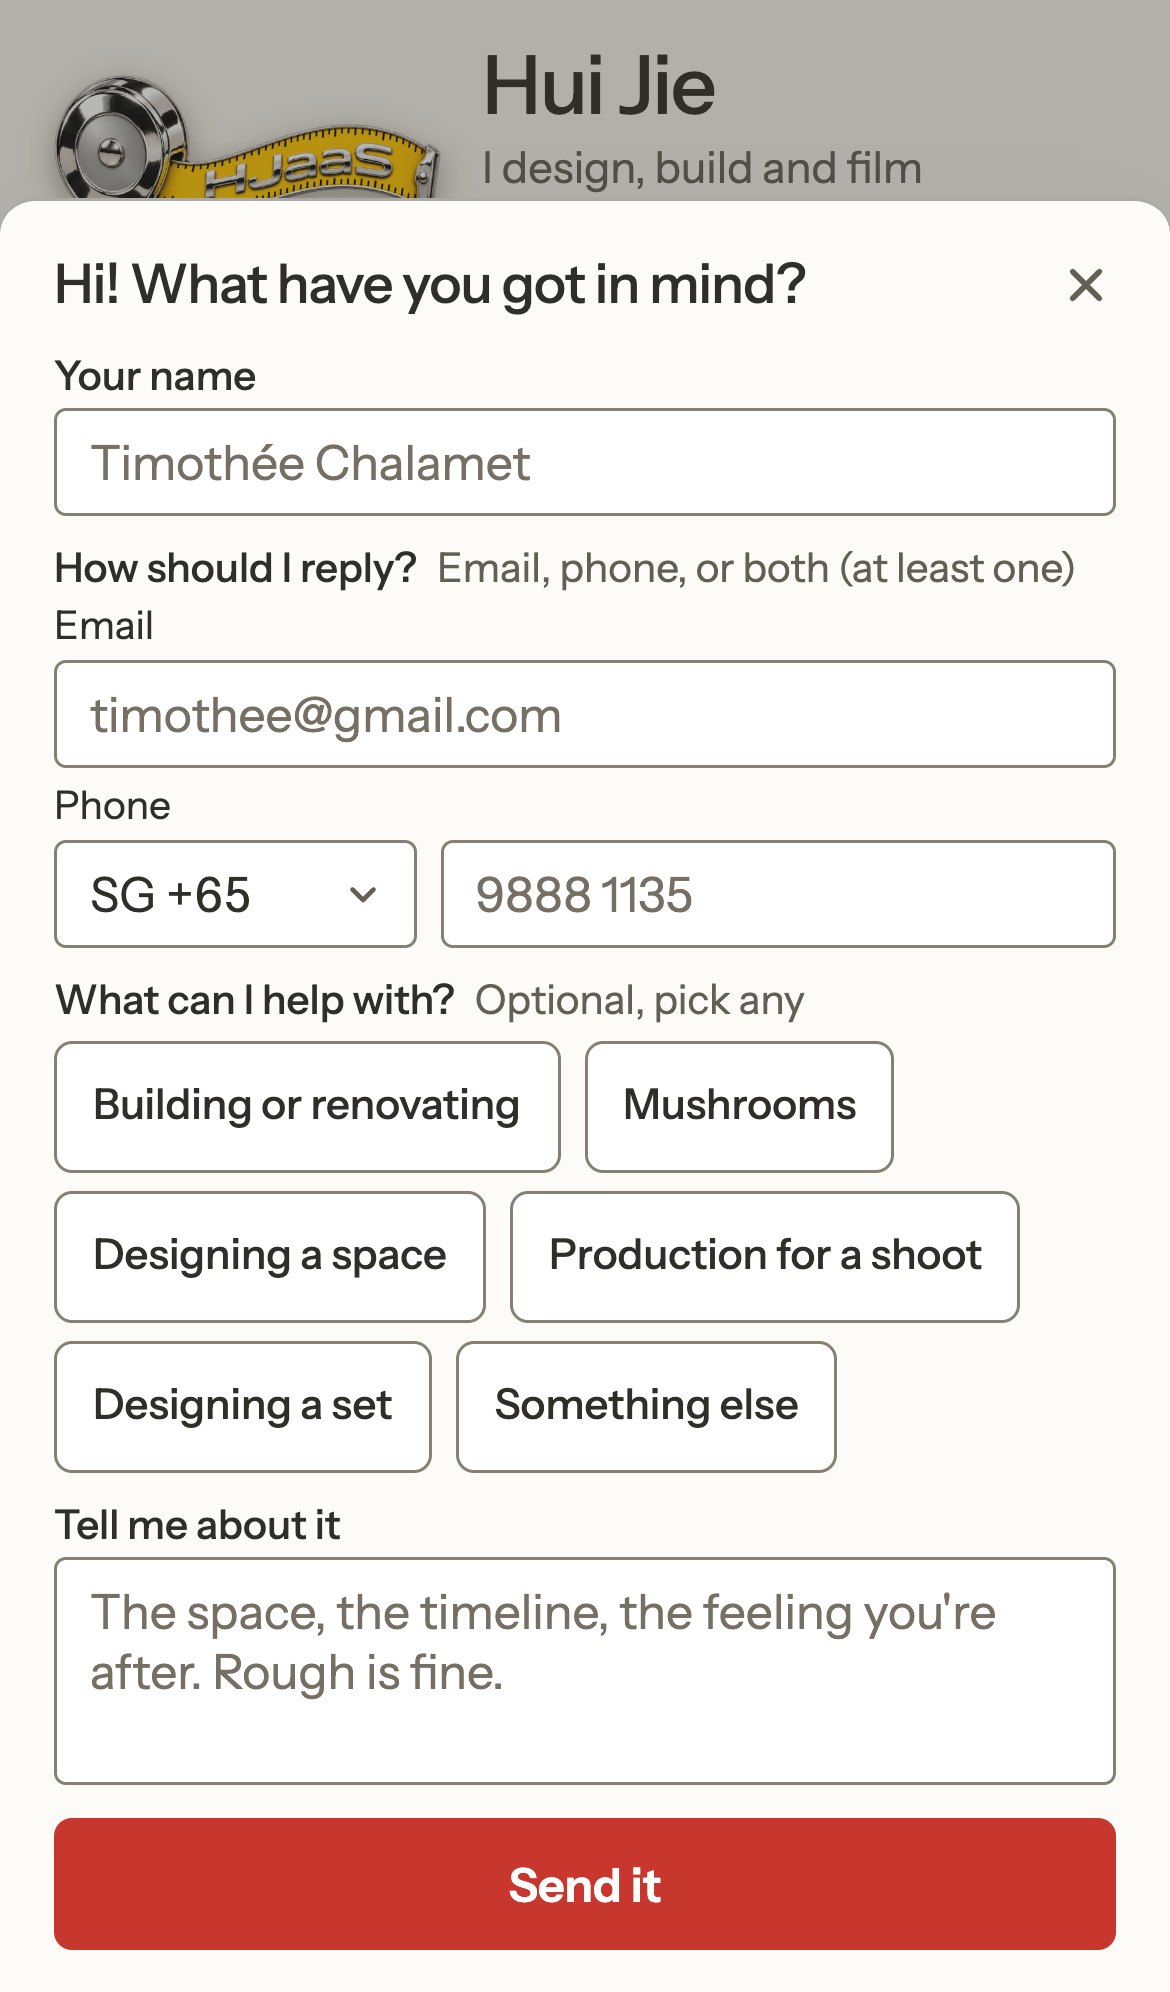 Hui Jie
I design, build and film
HJaaS
Hi! What have you got in mind?
Your name
Timothée Chalamet
How should I reply? Email, phone, or both (at least one)
Email
timothee@gmail.com
Phone
SG +65
9888 1135
What can I help with? Optional, pick any
Building or renovating
Mushrooms
Designing a space
Production for a shoot
Designing a set
Something else
Tell me about it
The space, the timeline, the feeling you're
after. Rough is fine.
Send it